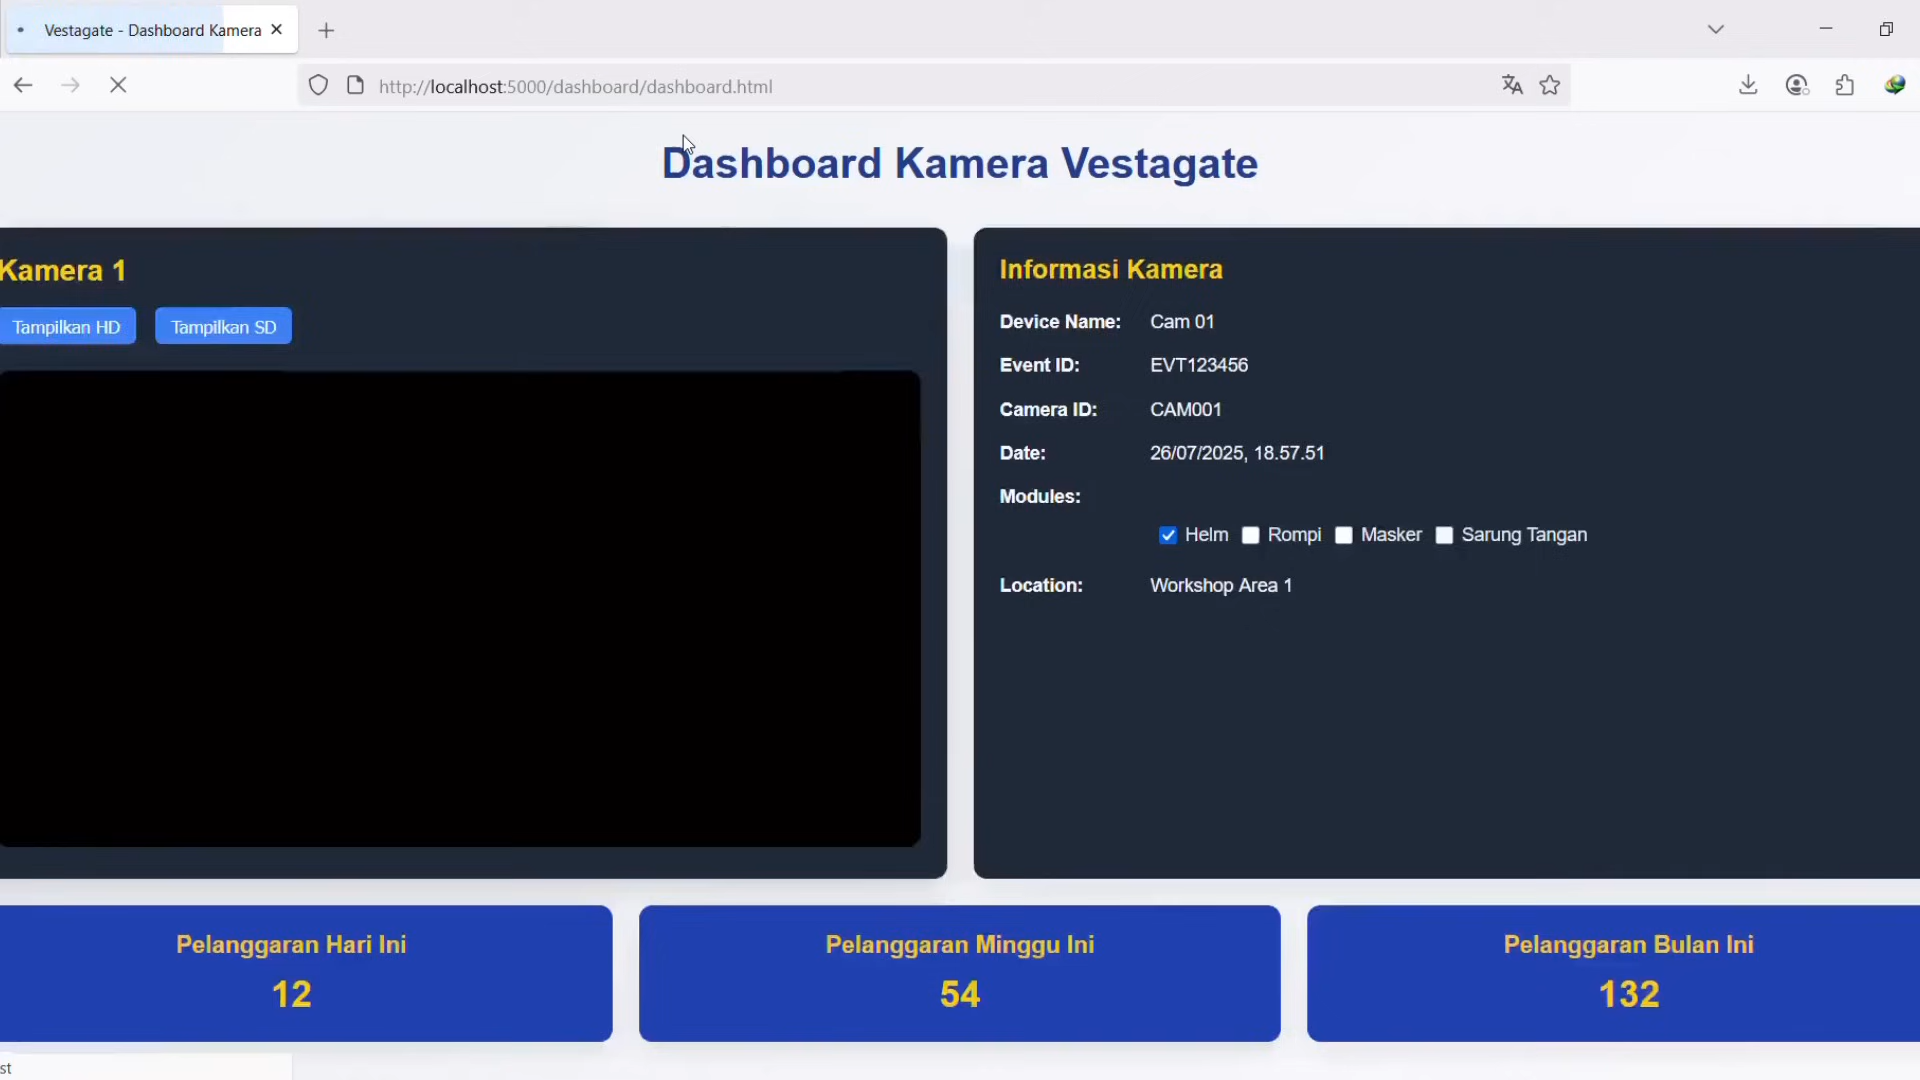 Vestagate - Dashboard Kamera
http://localhost:5000/dashboard/dashboard.html
Dashboard Kamera Vestagate
Kamera 1
Tampilkan HD
Tampilkan SD
Informasi Kamera
Device Name: Cam 01
Event ID: EVT123456
Camera ID: CAM001
Date: 26/07/2025, 18.57.51
Modules:
Helm Rompi Masker Sarung Tangan
Location: Workshop Area 1
Pelanggaran Hari Ini
12
Pelanggaran Minggu Ini
54
Pelanggaran Bulan Ini
132
st